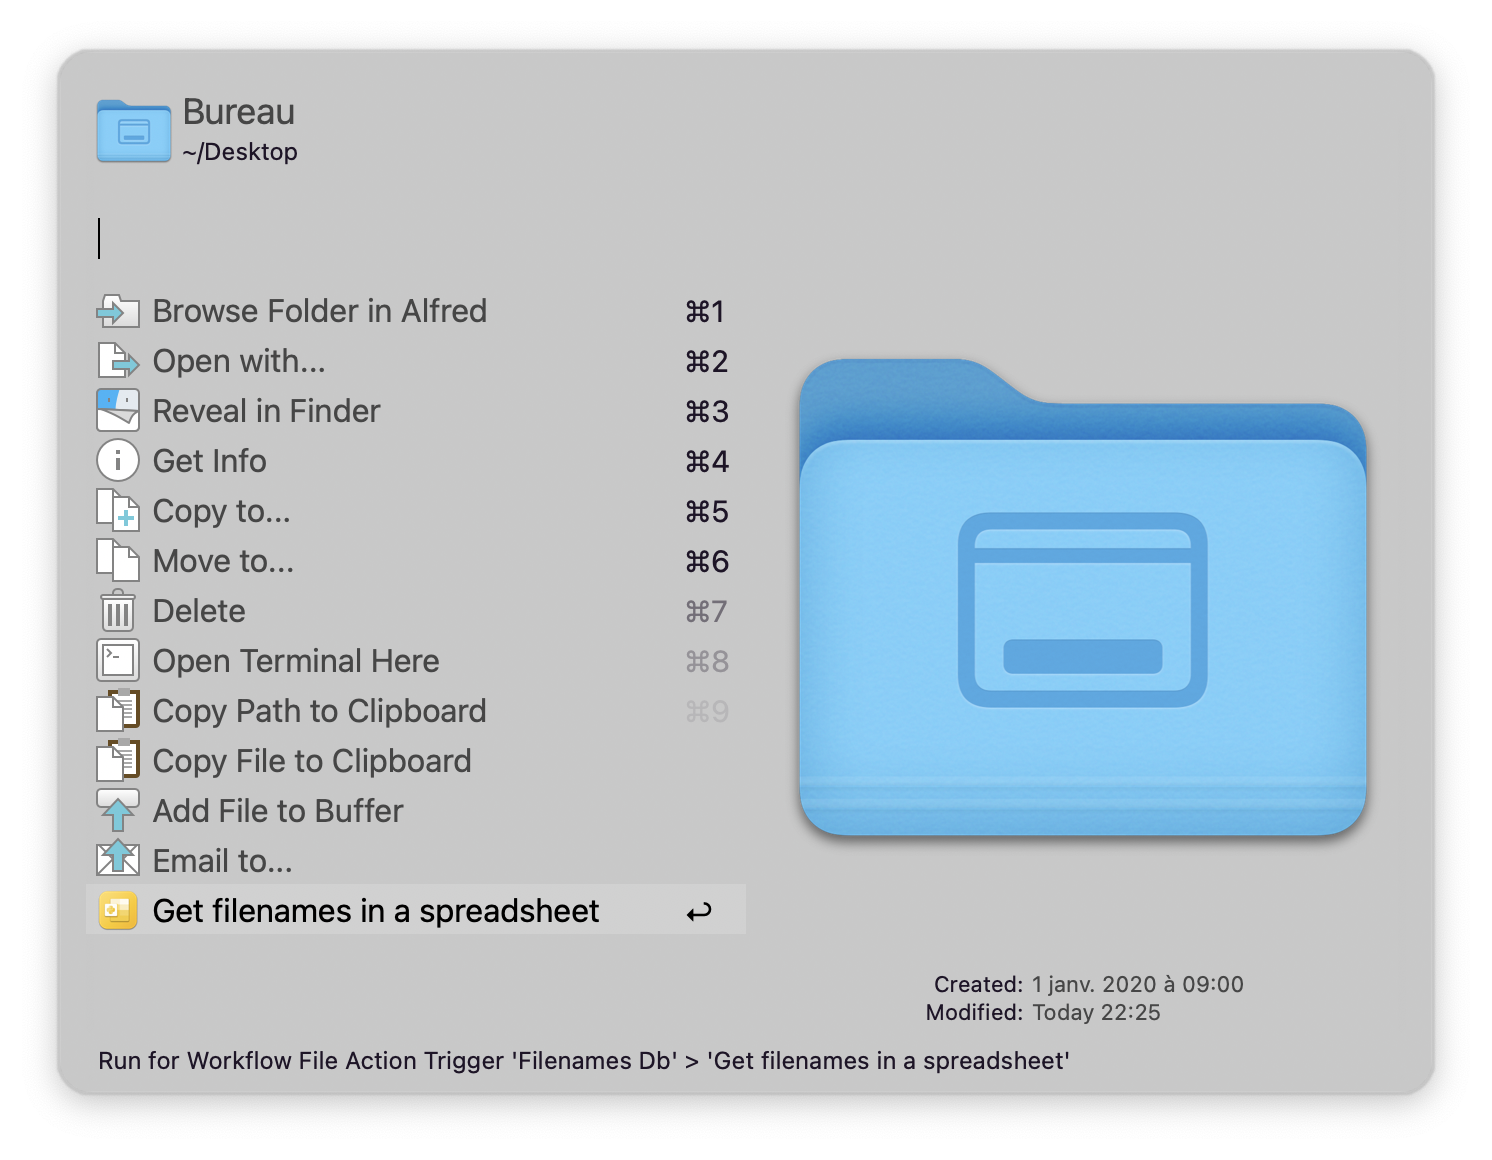 Bureau
~/Desktop
Browse Folder in Alfred ⌘1
Open with... ⌘2
Reveal in Finder ⌘3
Get Info ⌘4
Copy to... ⌘5
Move to... ⌘6
Delete ⌘7
Open Terminal Here ⌘8
Copy Path to Clipboard ⌘9
Copy File to Clipboard
Add File to Buffer
Email to...
Get filenames in a spreadsheet ↩
Created: 1 janv. 2020 à 09:00
Modified: Today 22:25
Run for Workflow File Action Trigger 'Filenames Db' > 'Get filenames in a spreadsheet'